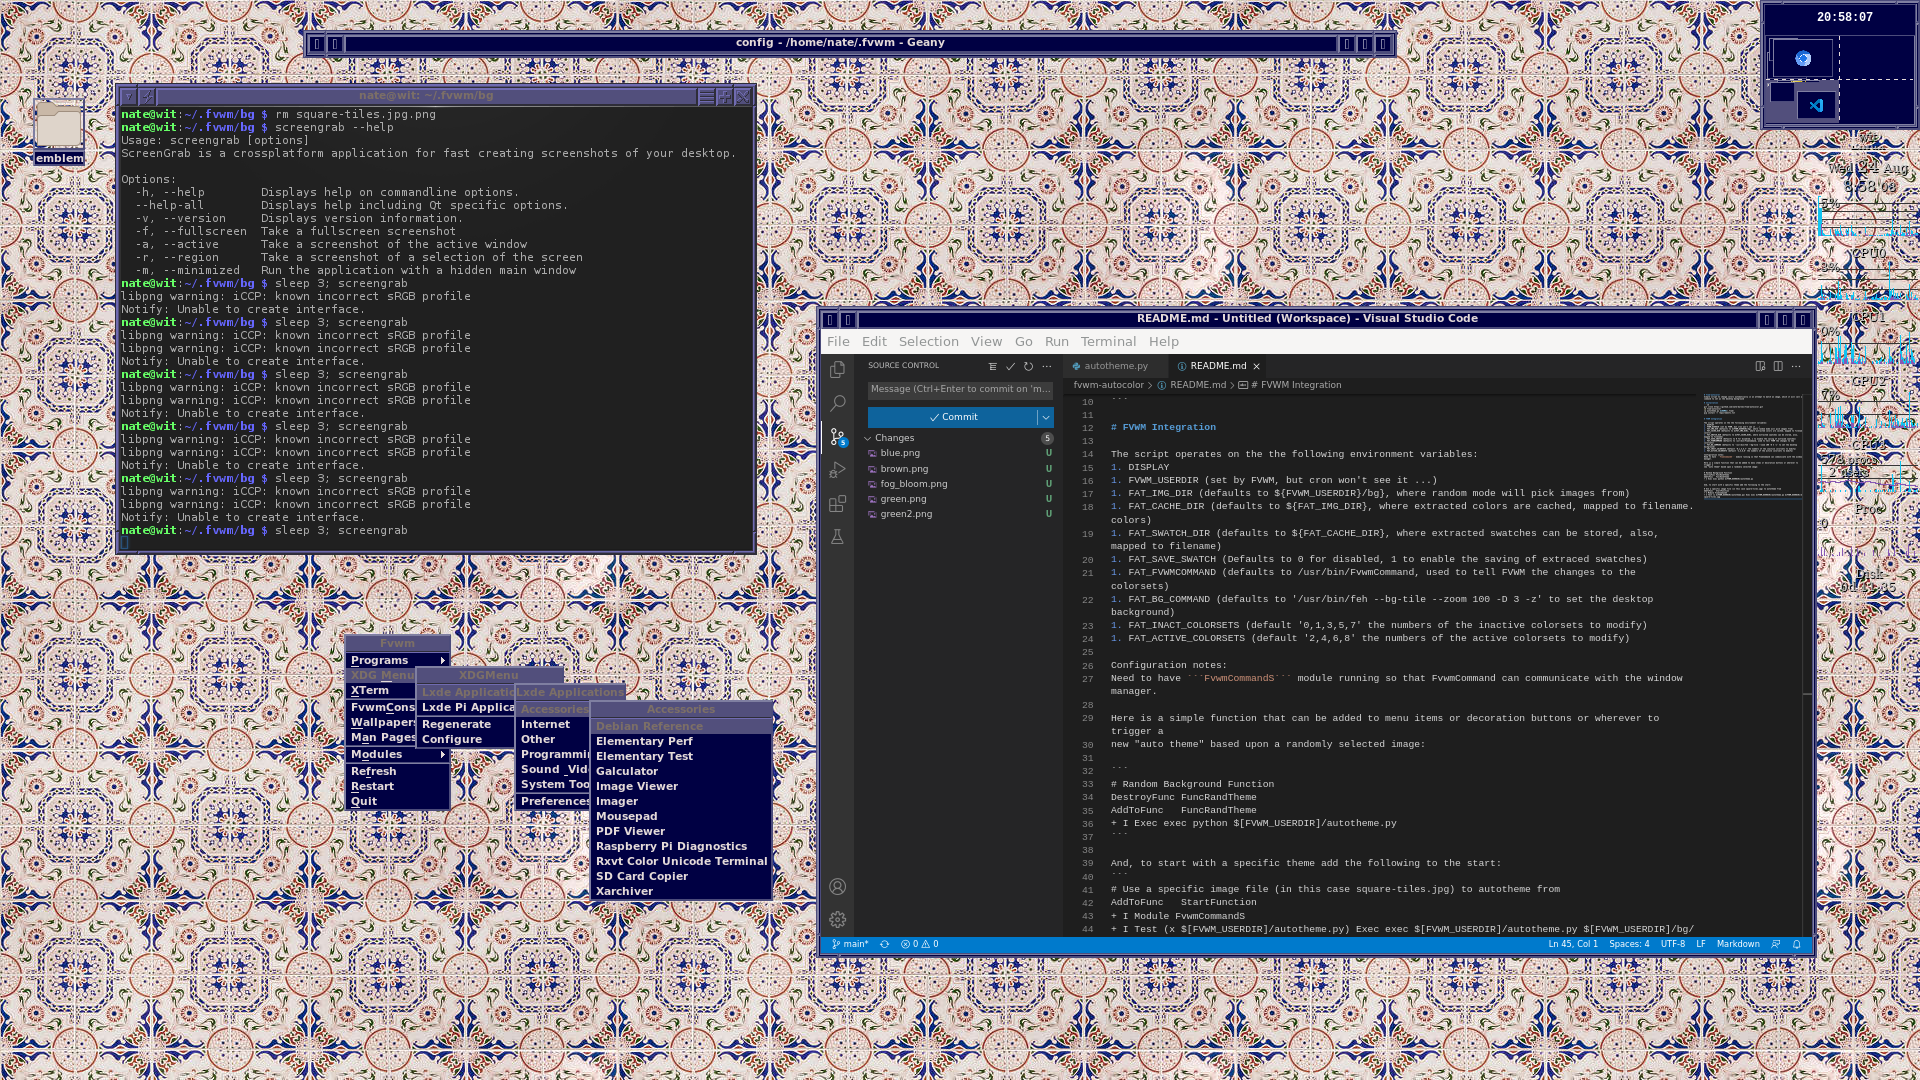 config - /home/nate/.fvwm - Geany
20:58:07
emblem
nate@wit: ~/.fvwm/bg
nate@wit:~/.fvwm/bg $ rm square-tiles.jpg.png
nate@wit:~/.fvwm/bg $ screengrab --help
Usage: screengrab [options]
ScreenGrab is a crossplatform application for fast creating screenshots of your desktop.
Options:
-h, --help Displays help on commandline options.
--help-all Displays help including Qt specific options.
-v, --version Displays version information.
-f, --fullscreen Take a fullscreen screenshot
-a, --active Take a screenshot of the active window
-r, --region Take a screenshot of a selection of the screen
-m, --minimized Run the application with a hidden main window
nate@wit:~/.fvwm/bg $ sleep 3; screengrab
libpng warning: iCCP: known incorrect sRGB profile
Notify: Unable to create interface.
nate@wit:~/.fvwm/bg $ sleep 3; screengrab
libpng warning: iCCP: known incorrect sRGB profile
libpng warning: iCCP: known incorrect sRGB profile
Notify: Unable to create interface.
nate@wit:~/.fvwm/bg $ sleep 3; screengrab
libpng warning: iCCP: known incorrect sRGB profile
libpng warning: iCCP: known incorrect sRGB profile
Notify: Unable to create interface.
nate@wit:~/.fvwm/bg $ sleep 3; screengrab
libpng warning: iCCP: known incorrect sRGB profile
libpng warning: iCCP: known incorrect sRGB profile
Notify: Unable to create interface.
nate@wit:~/.fvwm/bg $ sleep 3; screengrab
libpng warning: iCCP: known incorrect sRGB profile
libpng warning: iCCP: known incorrect sRGB profile
Notify: Unable to create interface.
nate@wit:~/.fvwm/bg $ sleep 3; screengrab
Fvwm
Programs
XDG Menu
XTerm
FvwmCons
Wallpapers
Man Pages
Modules
Refresh
Restart
Quit
XDGMenu
Lxde Applicatio
Lxde Pi Applica
Regenerate
Configure
Lxde Applications
Accessories
Internet
Other
Programmi
Sound _Vid
System Too
Preferences
Accessories
Debian Reference
Elementary Perf
Elementary Test
Galculator
Image Viewer
Imager
Mousepad
PDF Viewer
Raspberry Pi Diagnostics
Rxvt Color Unicode Terminal
SD Card Copier
Xarchiver
README.md - Untitled (Workspace) - Visual Studio Code
File Edit Selection View Go Run Terminal Help
SOURCE CONTROL
Message (Ctrl+Enter to commit on 'm...
Commit
Changes 5
blue.png U
brown.png U
fog_bloom.png U
green.png U
green2.png U
5
autotheme.py README.md
fvwm-autocolor > README.md > # FVWM Integration
10 ```
11
12 # FVWM Integration
13
14 The script operates on the the following environment variables:
15 1. DISPLAY
16 1. FVWM_USERDIR (set by FVWM, but cron won't see it ...)
17 1. FAT_IMG_DIR (defaults to ${FVWM_USERDIR}/bg}, where random mode will pick images from)
18 1. FAT_CACHE_DIR (defaults to ${FAT_IMG_DIR}, where extracted colors are cached, mapped to filename.
colors)
19 1. FAT_SWATCH_DIR (defaults to ${FAT_CACHE_DIR}, where extracted swatches can be stored, also,
mapped to filename)
20 1. FAT_SAVE_SWATCH (Defaults to 0 for disabled, 1 to enable the saving of extraced swatches)
21 1. FAT_FVWMCOMMAND (defaults to /usr/bin/FvwmCommand, used to tell FVWM the changes to the
colorsets)
22 1. FAT_BG_COMMAND (defaults to '/usr/bin/feh --bg-tile --zoom 100 -D 3 -z' to set the desktop
background)
23 1. FAT_INACT_COLORSETS (default '0,1,3,5,7' the numbers of the inactive colorsets to modify)
24 1. FAT_ACTIVE_COLORSETS (default '2,4,6,8' the numbers of the active colorsets to modify)
25
26 Configuration notes:
27 Need to have ```FvwmCommandS``` module running so that FvwmCommand can communicate with the window
manager.
28
29 Here is a simple function that can be added to menu items or decoration buttons or wherever to
trigger a
30 new "auto theme" based upon a randomly selected image:
31
32 ```
33 # Random Background Function
34 DestroyFunc FuncRandTheme
35 AddToFunc FuncRandTheme
36 + I Exec exec python $[FVWM_USERDIR]/autotheme.py
37 ```
38
39 And, to start with a specific theme add the following to the start:
40 ```
41 # Use a specific image file (in this case square-tiles.jpg) to autotheme from
42 AddToFunc StartFunction
43 + I Module FvwmCommandS
44 + I Test (x $[FVWM_USERDIR]/autotheme.py) Exec exec $[FVWM_USERDIR]/autotheme.py $[FVWM_USERDIR]/bg/
main* 0 0 Ln 45, Col 1 Spaces: 4 UTF-8 LF Markdown
wit
Wed 24 Aug
8:58 08
5%
CPU0
3%
CPU1
0%
CPU2
7%
2 users
Proc
0
Disk